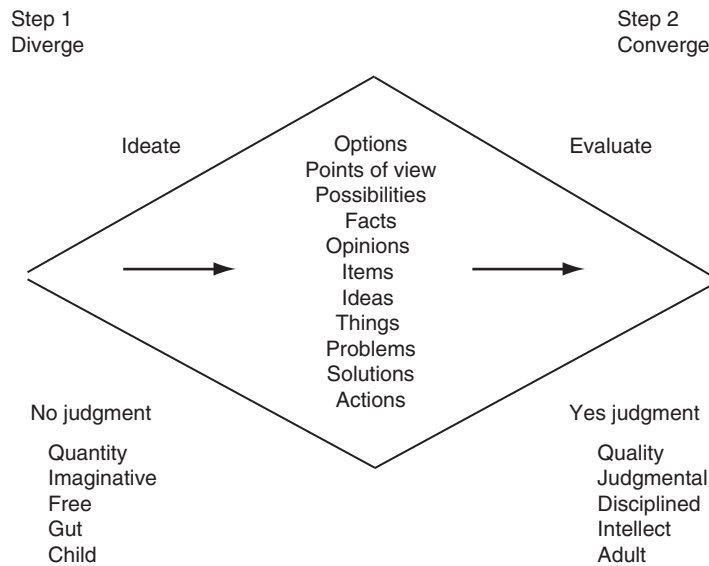 Step 1
Diverge
Step 2
Converge
Ideate
Evaluate
Options
Points of view
Possibilities
Facts
Opinions
Items
Ideas
Things
Problems
Solutions
Actions
No judgment
Quantity
Imaginative
Free
Gut
Child
Yes judgment
Quality
Judgmental
Disciplined
Intellect
Adult